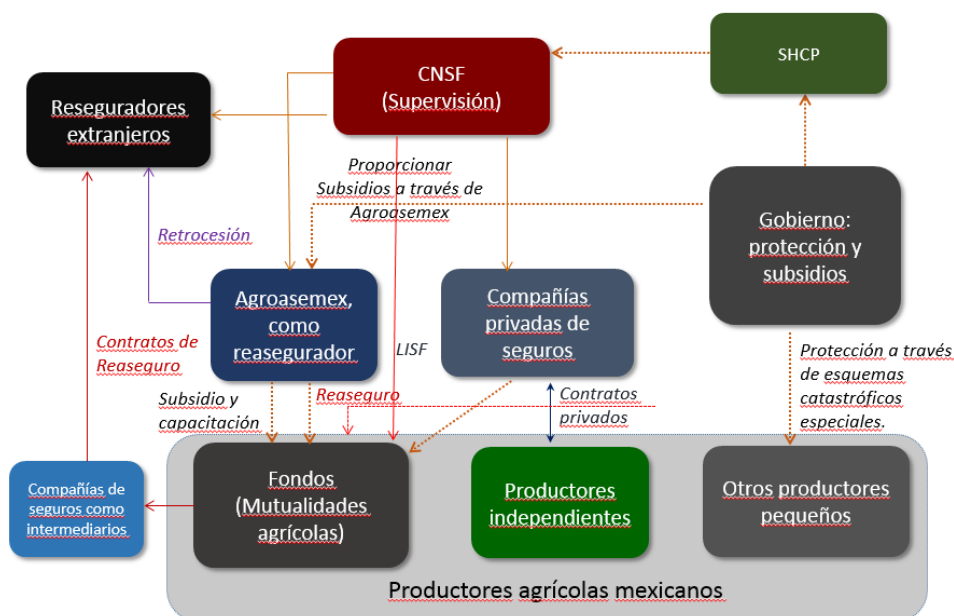 SHCP
CNSF
(Supervisión)
Reseguradores
extranjeros
Proporcionar
Subsidios a través de
Agroasemex
Gobierno:
protección y
subsidios
Retrocesión
Agroasemex,
como
reasegurador
Compañías
privadas de
seguros
Contratos de
Reaseguro
LISF
Protección a través
de esquemas
catastróficos
especiales.
Subsidio y
capacitación
Reaseguro
Contratos
privados
Compañías de
seguros como
intermediarios
Fondos
(Mutualidades
agrícolas)
Productores
independientes
Otros productores
pequeños
Productores agrícolas mexicanos